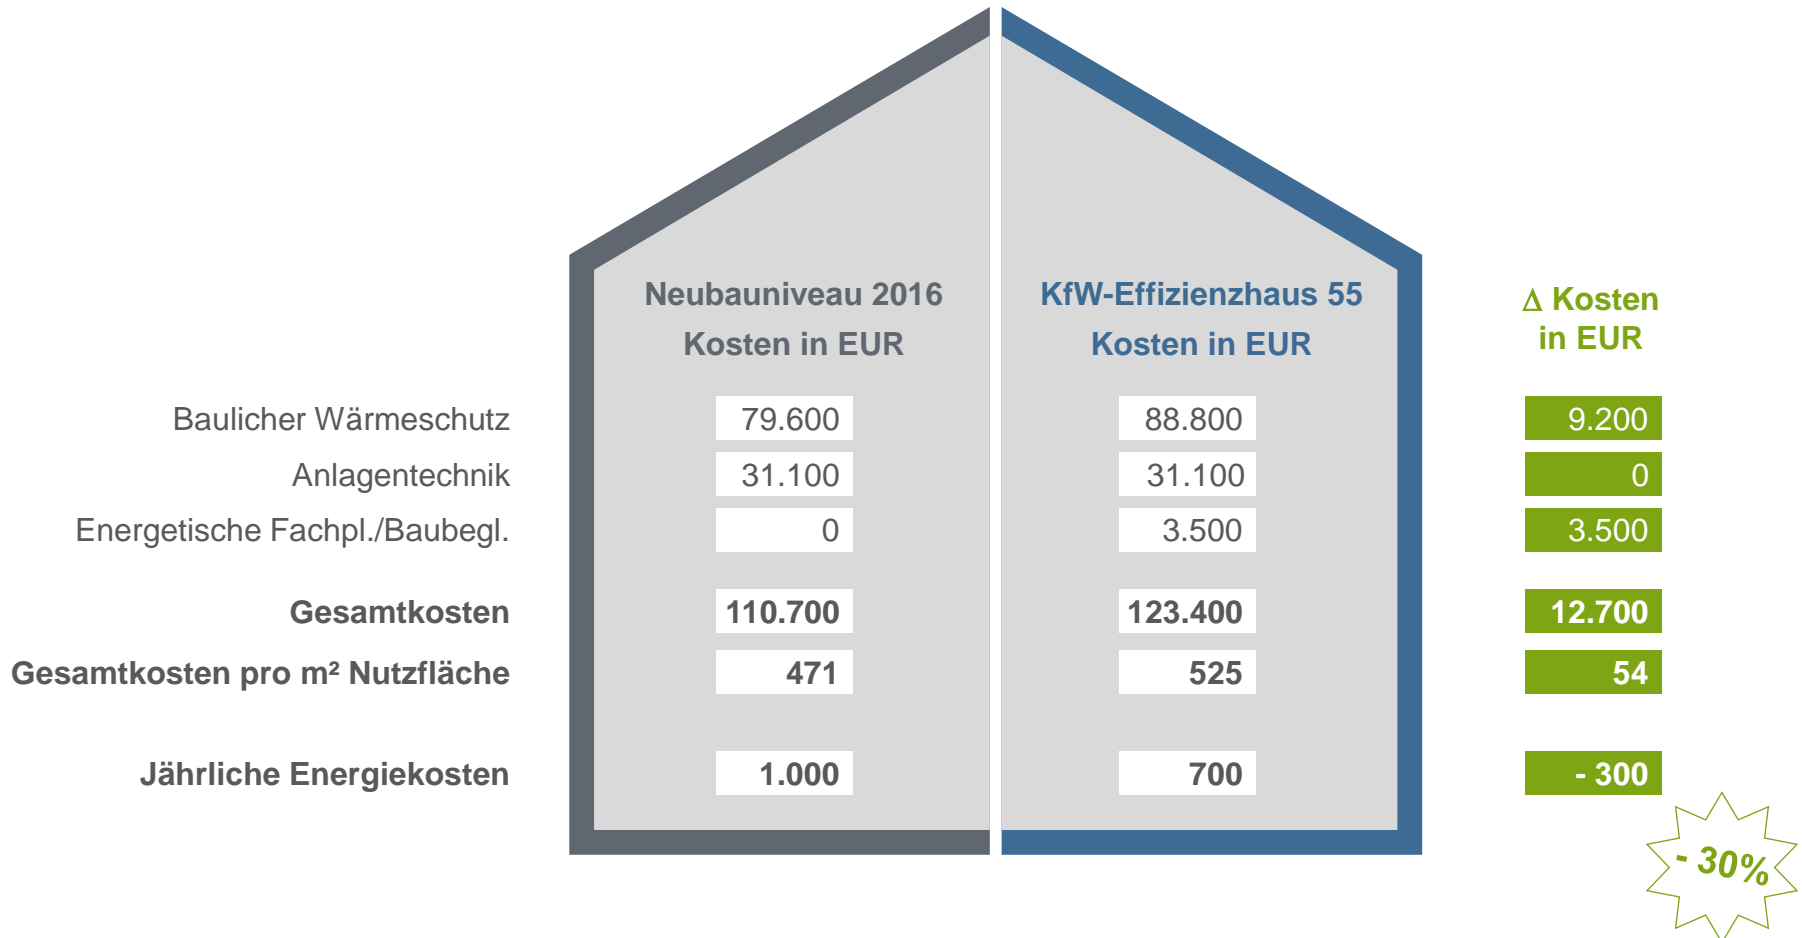 Neubauniveau 2016
Kosten in EUR
KfW-Effizienzhaus 55
Kosten in EUR
Δ Kosten
in EUR
Baulicher Wärmeschutz 79.600 88.800 9.200
Anlagentechnik 31.100 31.100 0
Energetische Fachpl./Baubegl. 0 3.500 3.500
Gesamtkosten 110.700 123.400 12.700
Gesamtkosten pro m² Nutzfläche 471 525 54
Jährliche Energiekosten 1.000 700 - 300
- 30%